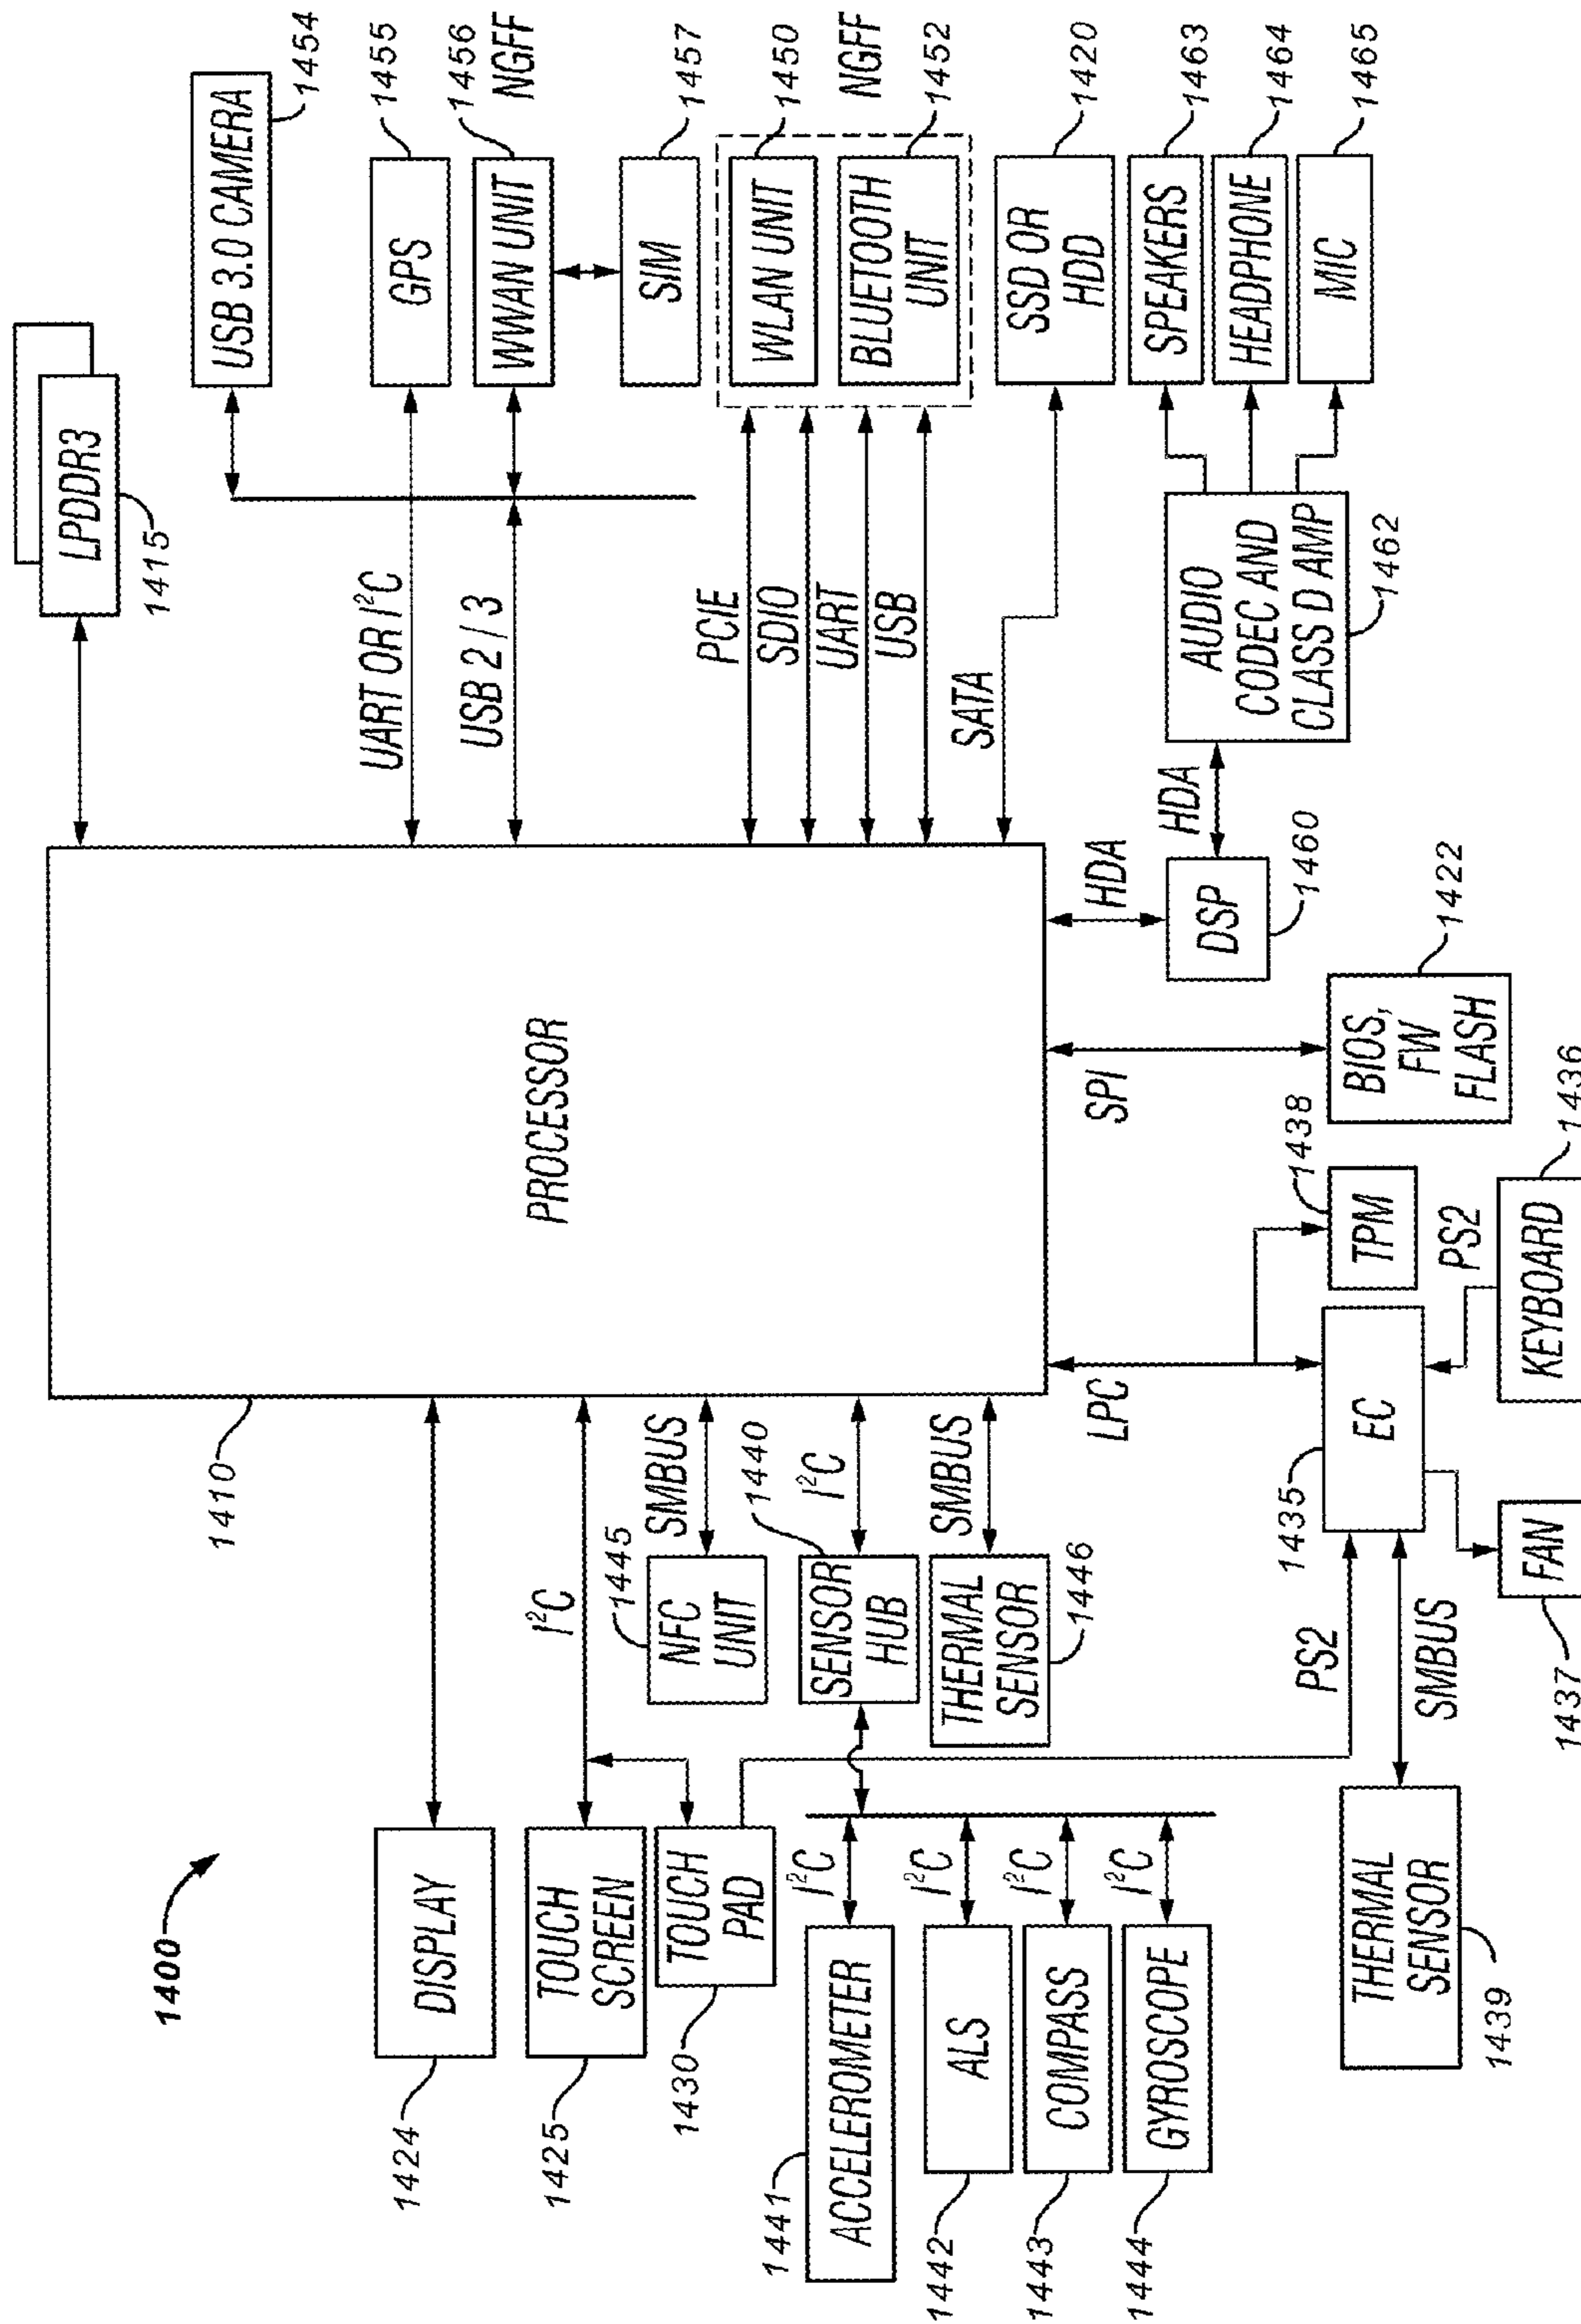 1400
LPDDR3
1415
USB 3.0 CAMERA
1454
PROCESSOR
1410
DISPLAY
1424
UART OR I²C
GPS
1455
USB 2 / 3
WWAN UNIT
1456
NGFF
SIM
1457
I²C
TOUCH
SCREEN
1425
TOUCH
PAD
1430
SMBUS
1445
NFC
UNIT
I²C
1440
SENSOR
HUB
SMBUS
THERMAL
SENSOR
1446
PCIE
SDIO
UART
USB
WLAN UNIT
1450
NGFF
BLUETOOTH
UNIT
1452
SATA
SSD OR
HDD
1420
I²C
ACCELEROMETER
1441
I²C
ALS
1442
I²C
COMPASS
1443
I²C
GYROSCOPE
1444
HDA
DSP
1460
HDA
AUDIO
CODEC AND
CLASS D AMP
1462
SPEAKERS
1463
HEADPHONE
1464
MIC
1465
LPC
SPI
BIOS,
FW
FLASH
1422
TPM
1438
EC
1435
PS2
KEYBOARD
1436
PS2
SMBUS
FAN
1437
THERMAL
SENSOR
1439